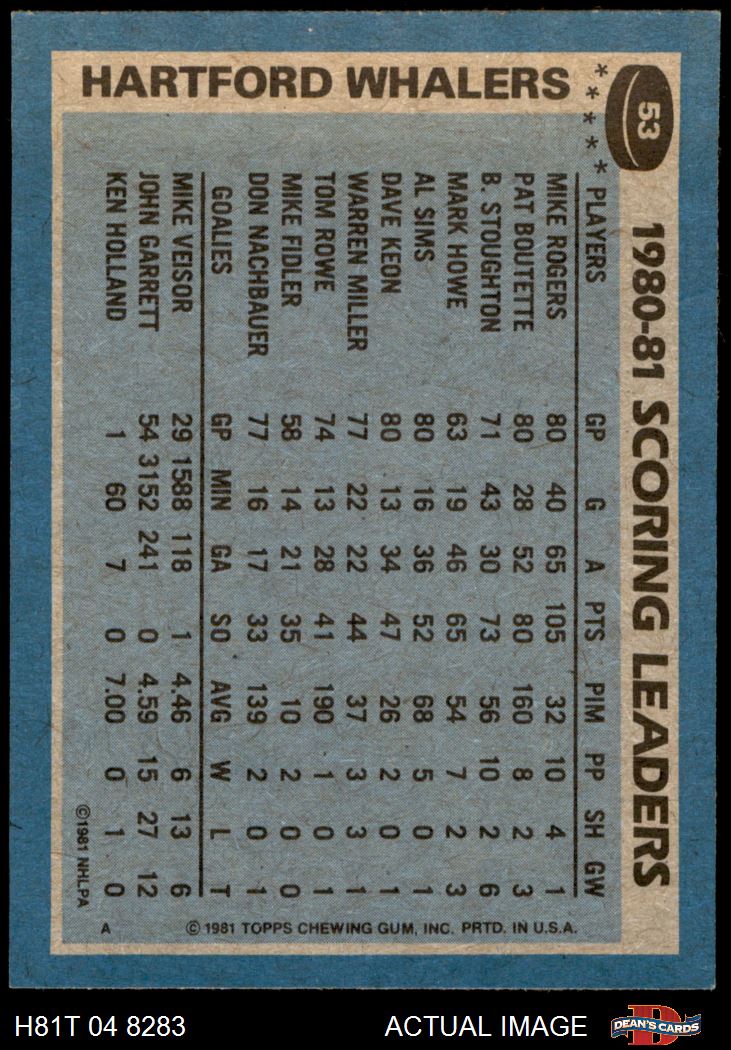 HARTFORD WHALERS
53
1980-81 SCORING LEADERS
PLAYERS GP G A PTS PIM PP SH GW
MIKE ROGERS 80 40 65 105 32 10 4 1
PAT BOUTETTE 80 28 52 80 160 8 2 3
B. STOUGHTON 71 43 30 73 56 10 2 6
MARK HOWE 63 19 46 65 54 7 2 3
AL SIMS 80 16 36 52 68 5 0 1
DAVE KEON 80 13 34 47 26 2 0 1
WARREN MILLER 77 22 22 44 37 3 3 1
TOM ROWE 74 13 28 41 190 1 0 1
MIKE FIDLER 58 14 21 35 10 2 0 0
DON NACHBAUER 77 16 17 33 139 2 0 1
GOALIES GP MIN GA SO AVG W L T
MIKE VEISOR 29 1588 118 1 4.46 6 13 6
JOHN GARRETT 54 3152 241 0 4.59 15 27 12
KEN HOLLAND 1 60 7 0 7.00 0 1 0
©1981 NHLPA
A © 1981 TOPPS CHEWING GUM, INC. PRTD. IN U.S.A.
H81T 04 8283 ACTUAL IMAGE DEAN'S CARDS